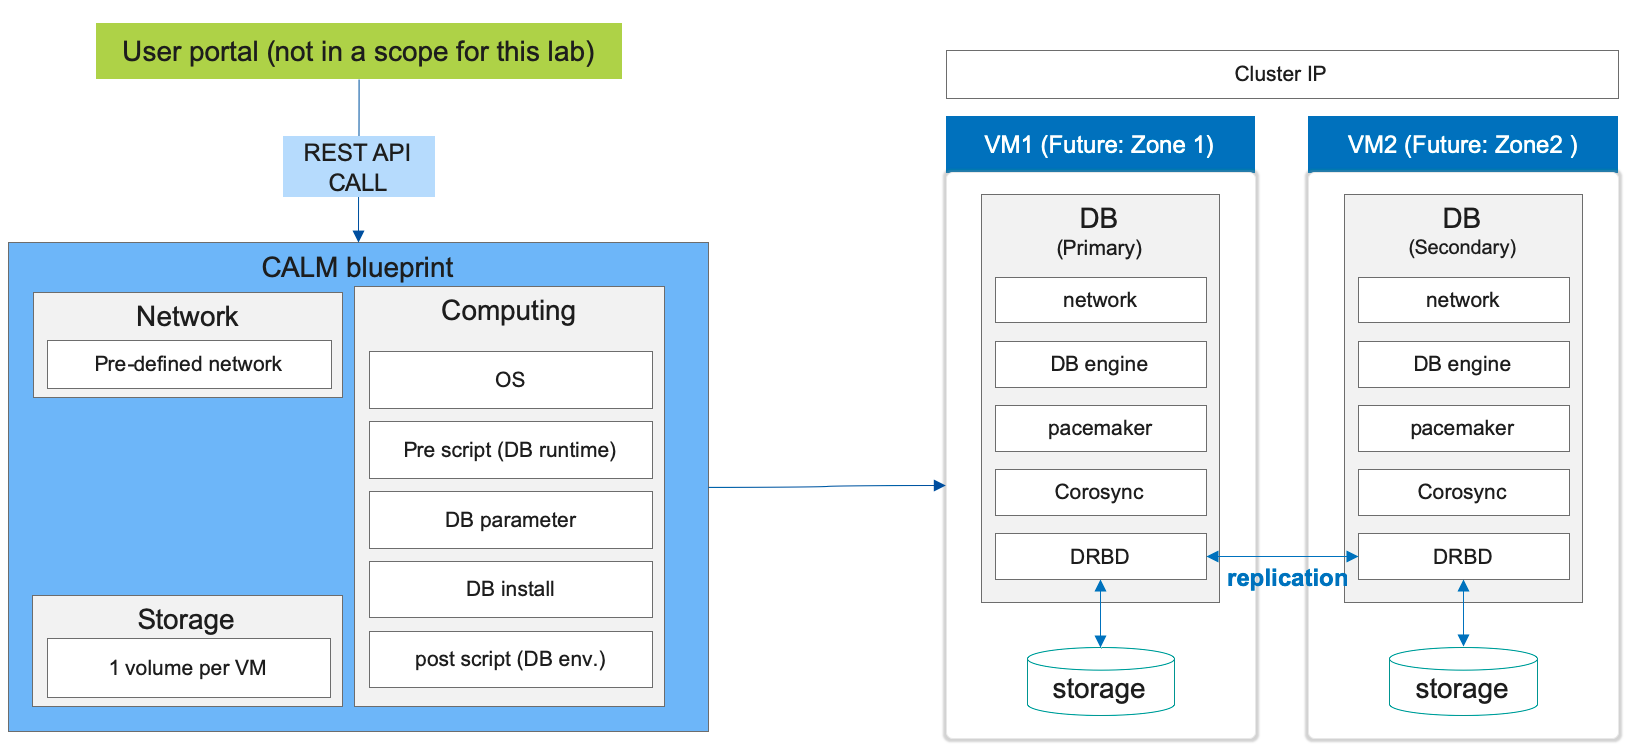 User portal (not in a scope for this lab)
REST API
CALL
CALM blueprint
Network
Pre-defined network
Storage
1 volume per VM
Computing
OS
Pre script (DB runtime)
DB parameter
DB install
post script (DB env.)
Cluster IP
VM1 (Future: Zone 1)
DB
(Primary)
network
DB engine
pacemaker
Corosync
DRBD
storage
replication
VM2 (Future: Zone2 )
DB
(Secondary)
network
DB engine
pacemaker
Corosync
DRBD
storage